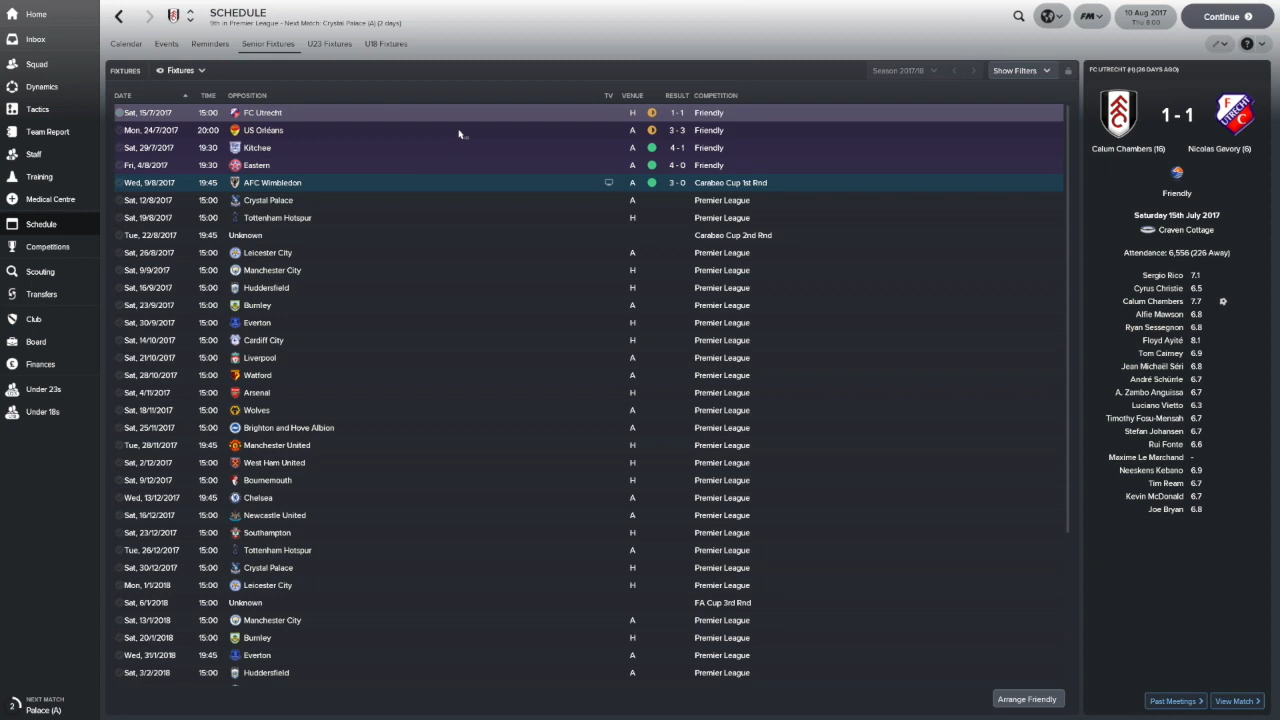 Home
Inbox
Squad
Dynamics
Tactics
Team Report
Staff
Training
Medical Centre
Schedule
Competitions
Scouting
Transfers
Club
Board
Finances
Under 23s
Under 18s
2 NEXT MATCH
Palace (A)
SCHEDULE
9th in Premier League - Next Match: Crystal Palace (A) (2 days)
FM
10 Aug 2017
Thu 8:00
Continue
Calendar Events Reminders Senior Fixtures U23 Fixtures U18 Fixtures
FIXTURES Fixtures Season 2017/18 Show Filters
DATE TIME OPPOSITION TV VENUE RESULT COMPETITION
Sat, 15/7/2017 15:00 FC Utrecht H 1 - 1 Friendly
Mon, 24/7/2017 20:00 US Orléans A 3 - 3 Friendly
Sat, 29/7/2017 19:30 Kitchee A 4 - 1 Friendly
Fri, 4/8/2017 19:30 Eastern A 4 - 0 Friendly
Wed, 9/8/2017 19:45 AFC Wimbledon A 3 - 0 Carabao Cup 1st Rnd
Sat, 12/8/2017 15:00 Crystal Palace A Premier League
Sat, 19/8/2017 15:00 Tottenham Hotspur H Premier League
Tue, 22/8/2017 19:45 Unknown Carabao Cup 2nd Rnd
Sat, 26/8/2017 15:00 Leicester City A Premier League
Sat, 9/9/2017 15:00 Manchester City H Premier League
Sat, 16/9/2017 15:00 Huddersfield H Premier League
Sat, 23/9/2017 15:00 Burnley A Premier League
Sat, 30/9/2017 15:00 Everton H Premier League
Sat, 14/10/2017 15:00 Cardiff City H Premier League
Sat, 21/10/2017 15:00 Liverpool A Premier League
Sat, 28/10/2017 15:00 Watford A Premier League
Sat, 4/11/2017 15:00 Arsenal H Premier League
Sat, 18/11/2017 15:00 Wolves A Premier League
Sat, 25/11/2017 15:00 Brighton and Hove Albion A Premier League
Tue, 28/11/2017 19:45 Manchester United H Premier League
Sat, 2/12/2017 15:00 West Ham United H Premier League
Sat, 9/12/2017 15:00 Bournemouth H Premier League
Wed, 13/12/2017 19:45 Chelsea A Premier League
Sat, 16/12/2017 15:00 Newcastle United A Premier League
Sat, 23/12/2017 15:00 Southampton H Premier League
Tue, 26/12/2017 15:00 Tottenham Hotspur A Premier League
Sat, 30/12/2017 15:00 Crystal Palace H Premier League
Mon, 1/1/2018 15:00 Leicester City H Premier League
Sat, 6/1/2018 15:00 Unknown FA Cup 3rd Rnd
Sat, 13/1/2018 15:00 Manchester City A Premier League
Sat, 20/1/2018 15:00 Burnley H Premier League
Wed, 31/1/2018 19:45 Everton A Premier League
Sat, 3/2/2018 15:00 Huddersfield A Premier League
Arrange Friendly
FC UTRECHT (H) (26 DAYS AGO)
1 - 1
Calum Chambers (16) Nicolas Gavory (6)
Friendly
Saturday 15th July 2017
Craven Cottage
Attendance: 6,556 (226 Away)
Sergio Rico 7.1
Cyrus Christie 6.5
Calum Chambers 7.7
Alfie Mawson 6.8
Ryan Sessegnon 6.8
Floyd Ayité 8.1
Tom Cairney 6.9
Jean Michaël Séri 6.8
André Schürrle 6.7
A. Zambo Anguissa 6.7
Luciano Vietto 6.3
Timothy Fosu-Mensah 6.7
Stefan Johansen 6.7
Rui Fonte 6.6
Maxime Le Marchand -
Neeskens Kebano 6.9
Tim Ream 6.7
Kevin McDonald 6.7
Joe Bryan 6.8
Past Meetings View Match